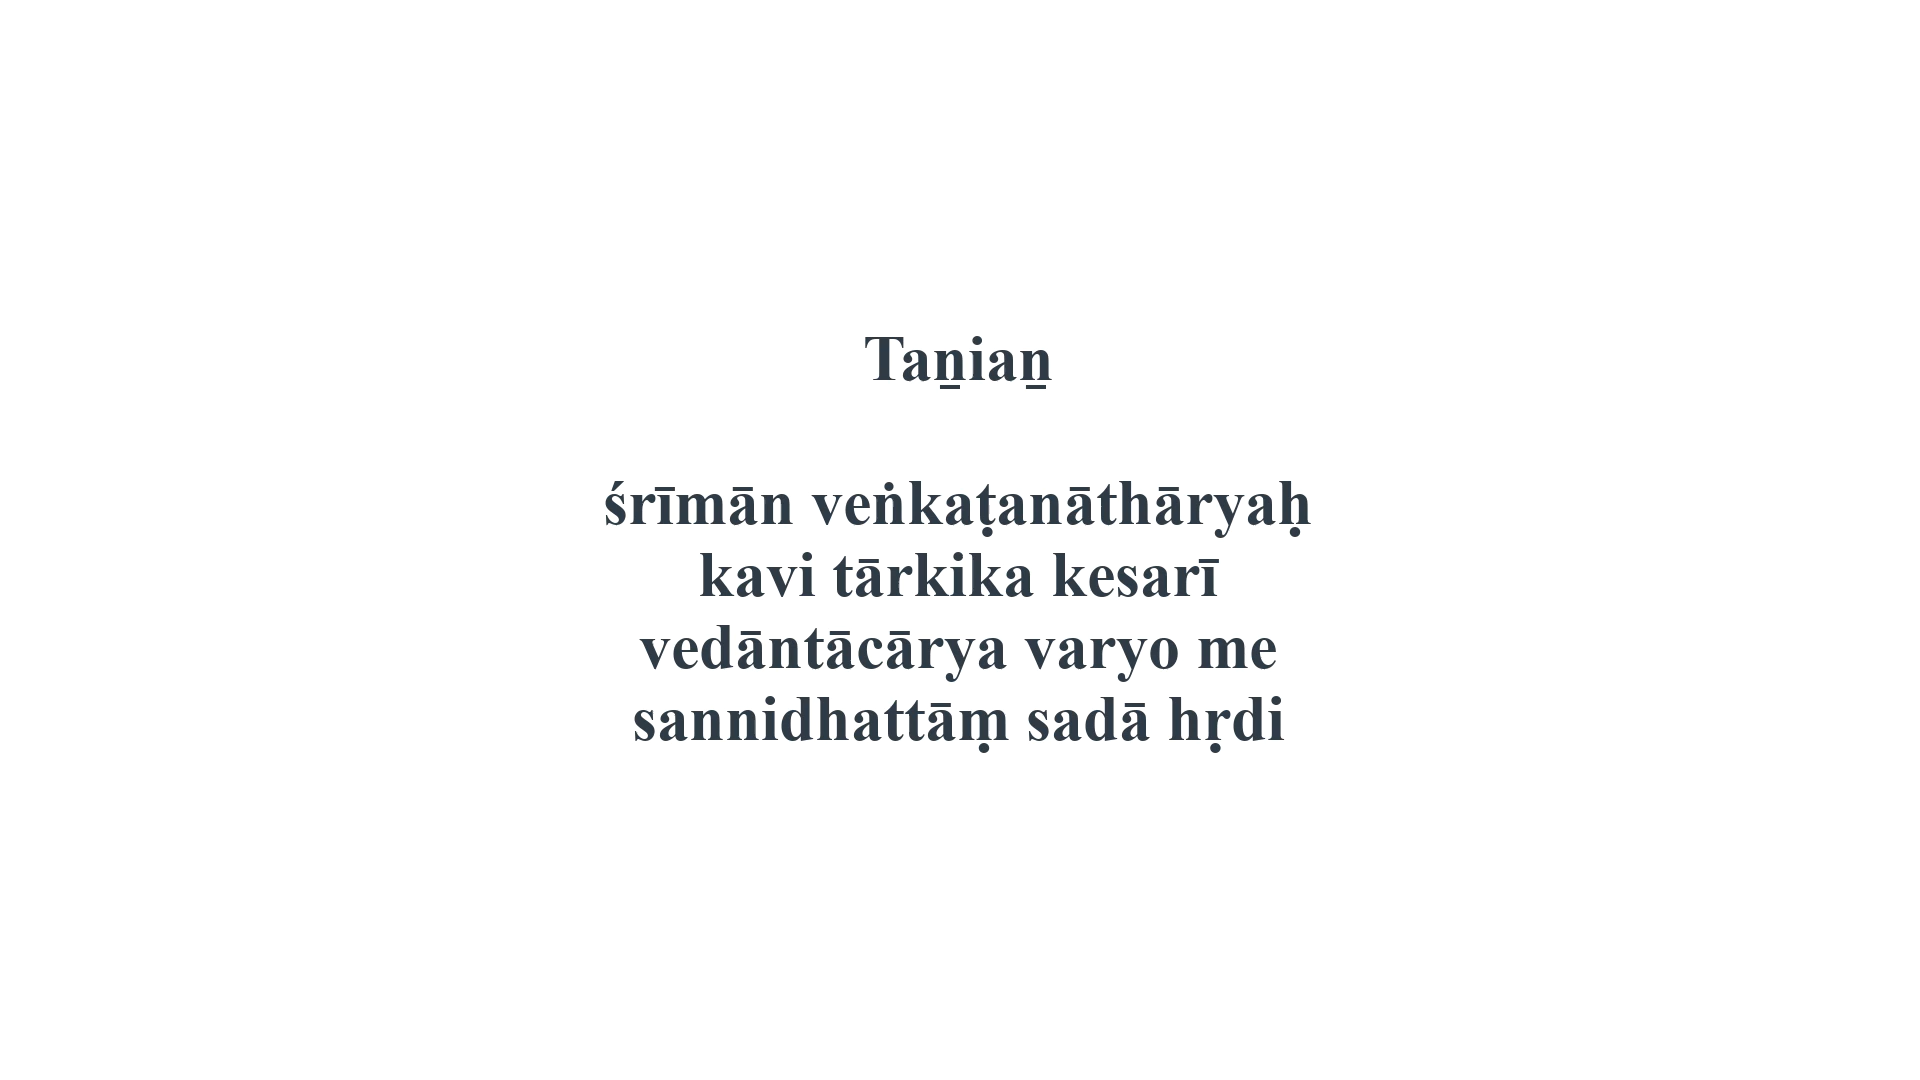 Taṉiaṉ
śrīmān veṅkaṭanāthāryaḥ
kavi tārkika kesarī
vedāntācārya varyo me
sannidhattāṃ sadā hṛdi